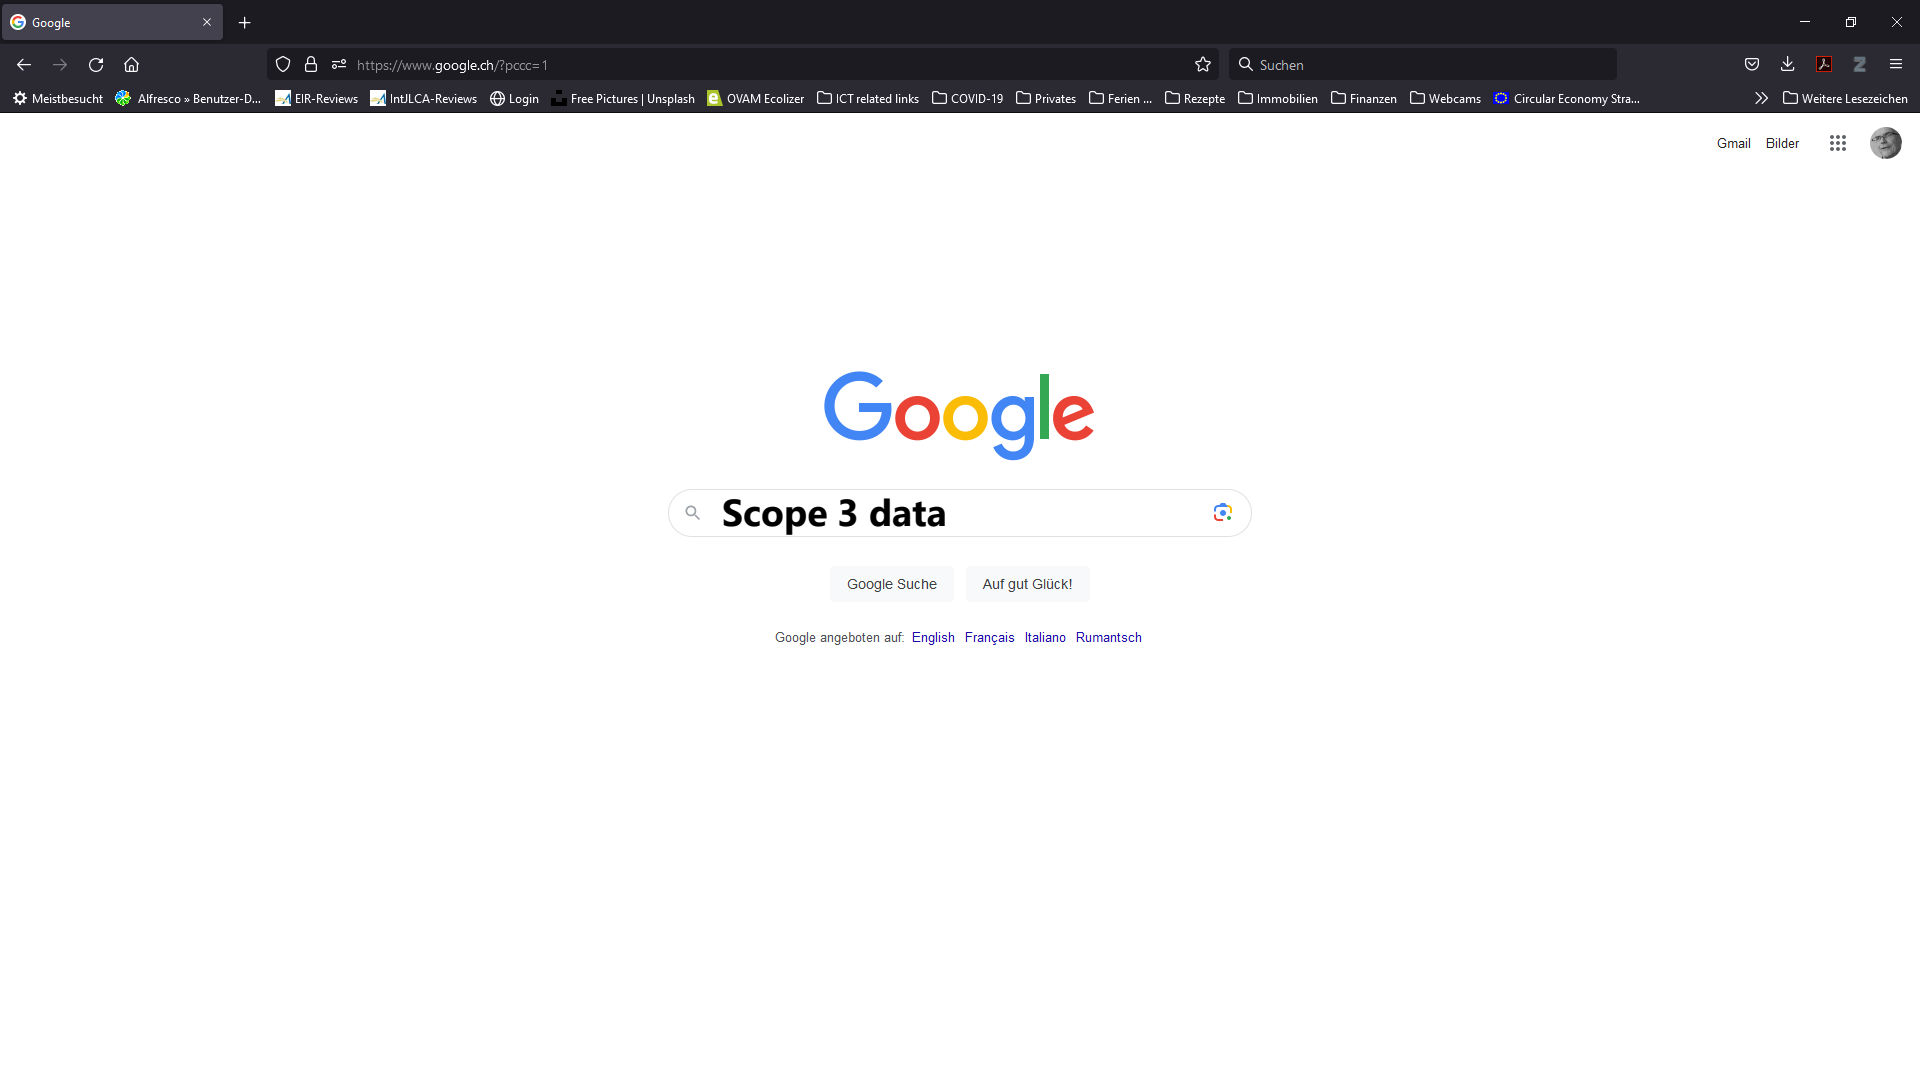 Google
https://www.google.ch/?pccc=1
Suchen
Meistbesucht
Alfresco » Benutzer-D...
EIR-Reviews
IntJLCA-Reviews
Login
Free Pictures | Unsplash
OVAM Ecolizer
ICT related links
COVID-19
Privates
Ferien ...
Rezepte
Immobilien
Finanzen
Webcams
Circular Economy Stra...
Weitere Lesezeichen
Gmail Bilder
Google
Scope 3 data
Google Suche
Auf gut Glück!
Google angeboten auf: English Français Italiano Rumantsch